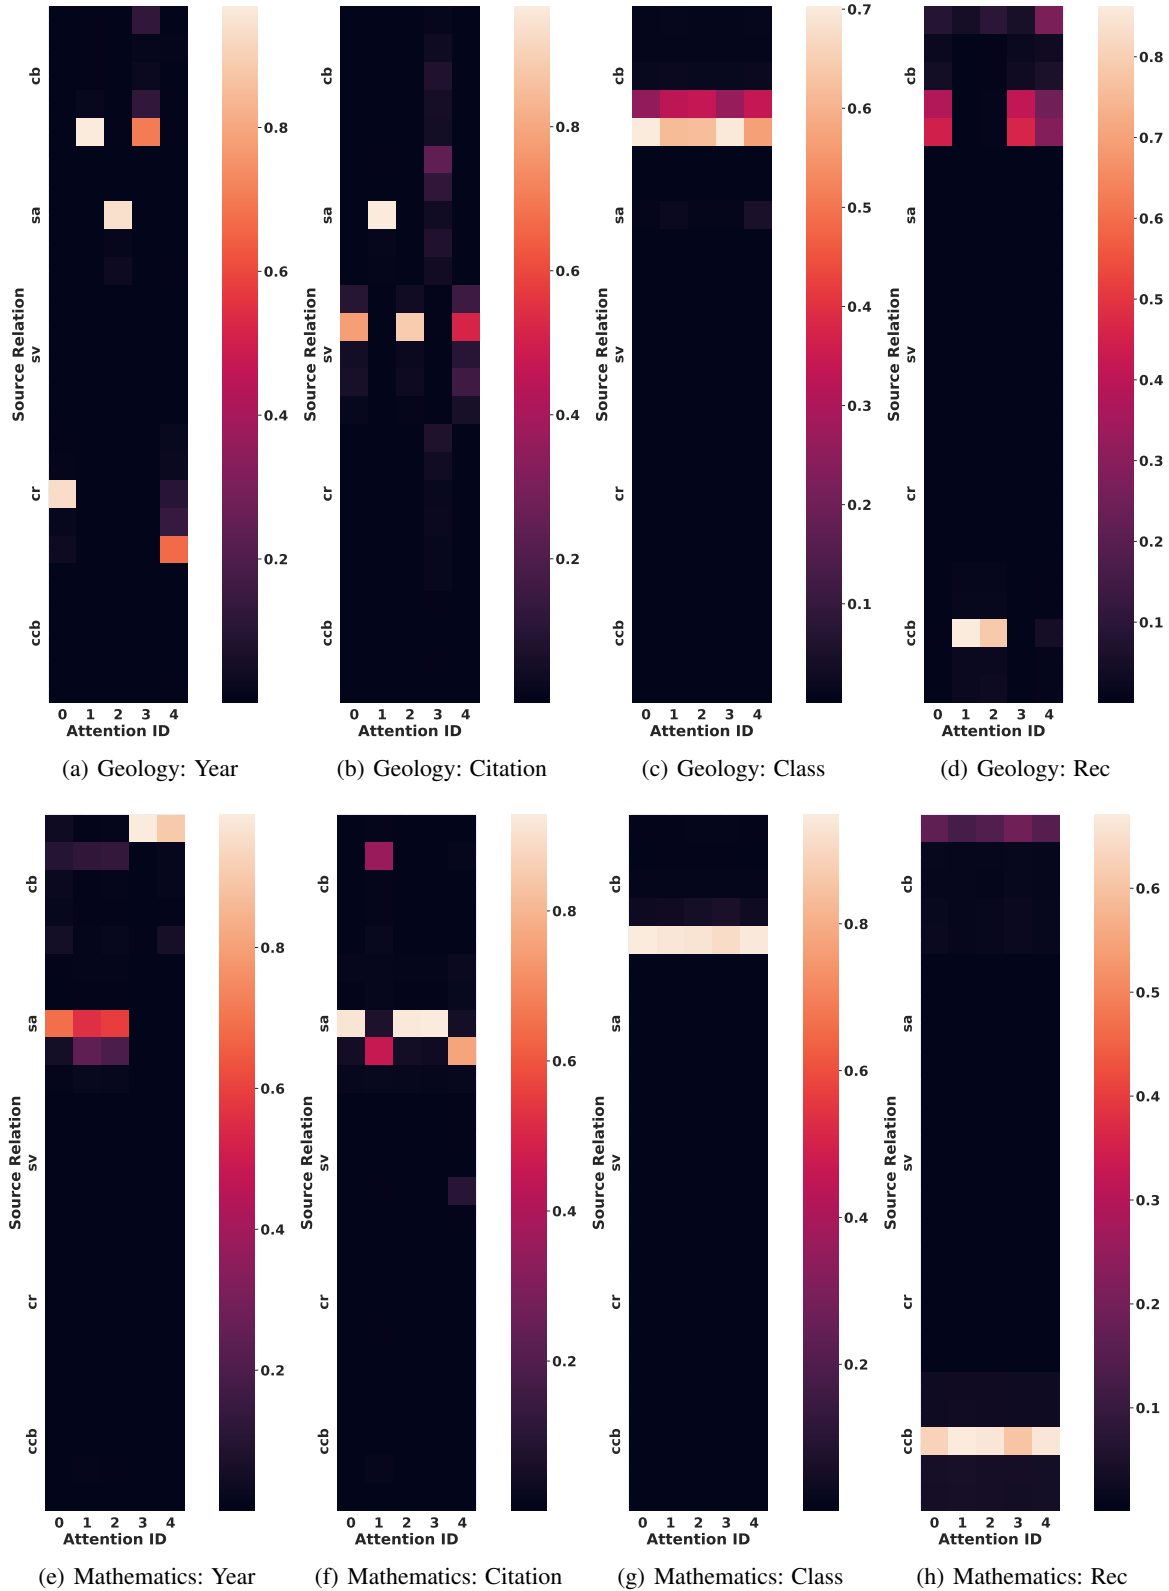 cb
sa
sv
cr
ccb
Source Relation
0 1 2 3 4
Attention ID
0.8
0.6
0.4
0.2
(a) Geology: Year
cb
sa
sv
cr
ccb
Source Relation
0 1 2 3 4
Attention ID
0.8
0.6
0.4
0.2
(b) Geology: Citation
cb
sa
sv
cr
ccb
Source Relation
0 1 2 3 4
Attention ID
0.7
0.6
0.5
0.4
0.3
0.2
0.1
(c) Geology: Class
cb
sa
sv
cr
ccb
Source Relation
0 1 2 3 4
Attention ID
0.8
0.7
0.6
0.5
0.4
0.3
0.2
0.1
(d) Geology: Rec
cb
sa
sv
cr
ccb
Source Relation
0 1 2 3 4
Attention ID
0.8
0.6
0.4
0.2
(e) Mathematics: Year
cb
sa
sv
cr
ccb
Source Relation
0 1 2 3 4
Attention ID
0.8
0.6
0.4
0.2
(f) Mathematics: Citation
cb
sa
sv
cr
ccb
Source Relation
0 1 2 3 4
Attention ID
0.8
0.6
0.4
0.2
(g) Mathematics: Class
cb
sa
sv
cr
ccb
Source Relation
0 1 2 3 4
Attention ID
0.6
0.5
0.4
0.3
0.2
0.1
(h) Mathematics: Rec